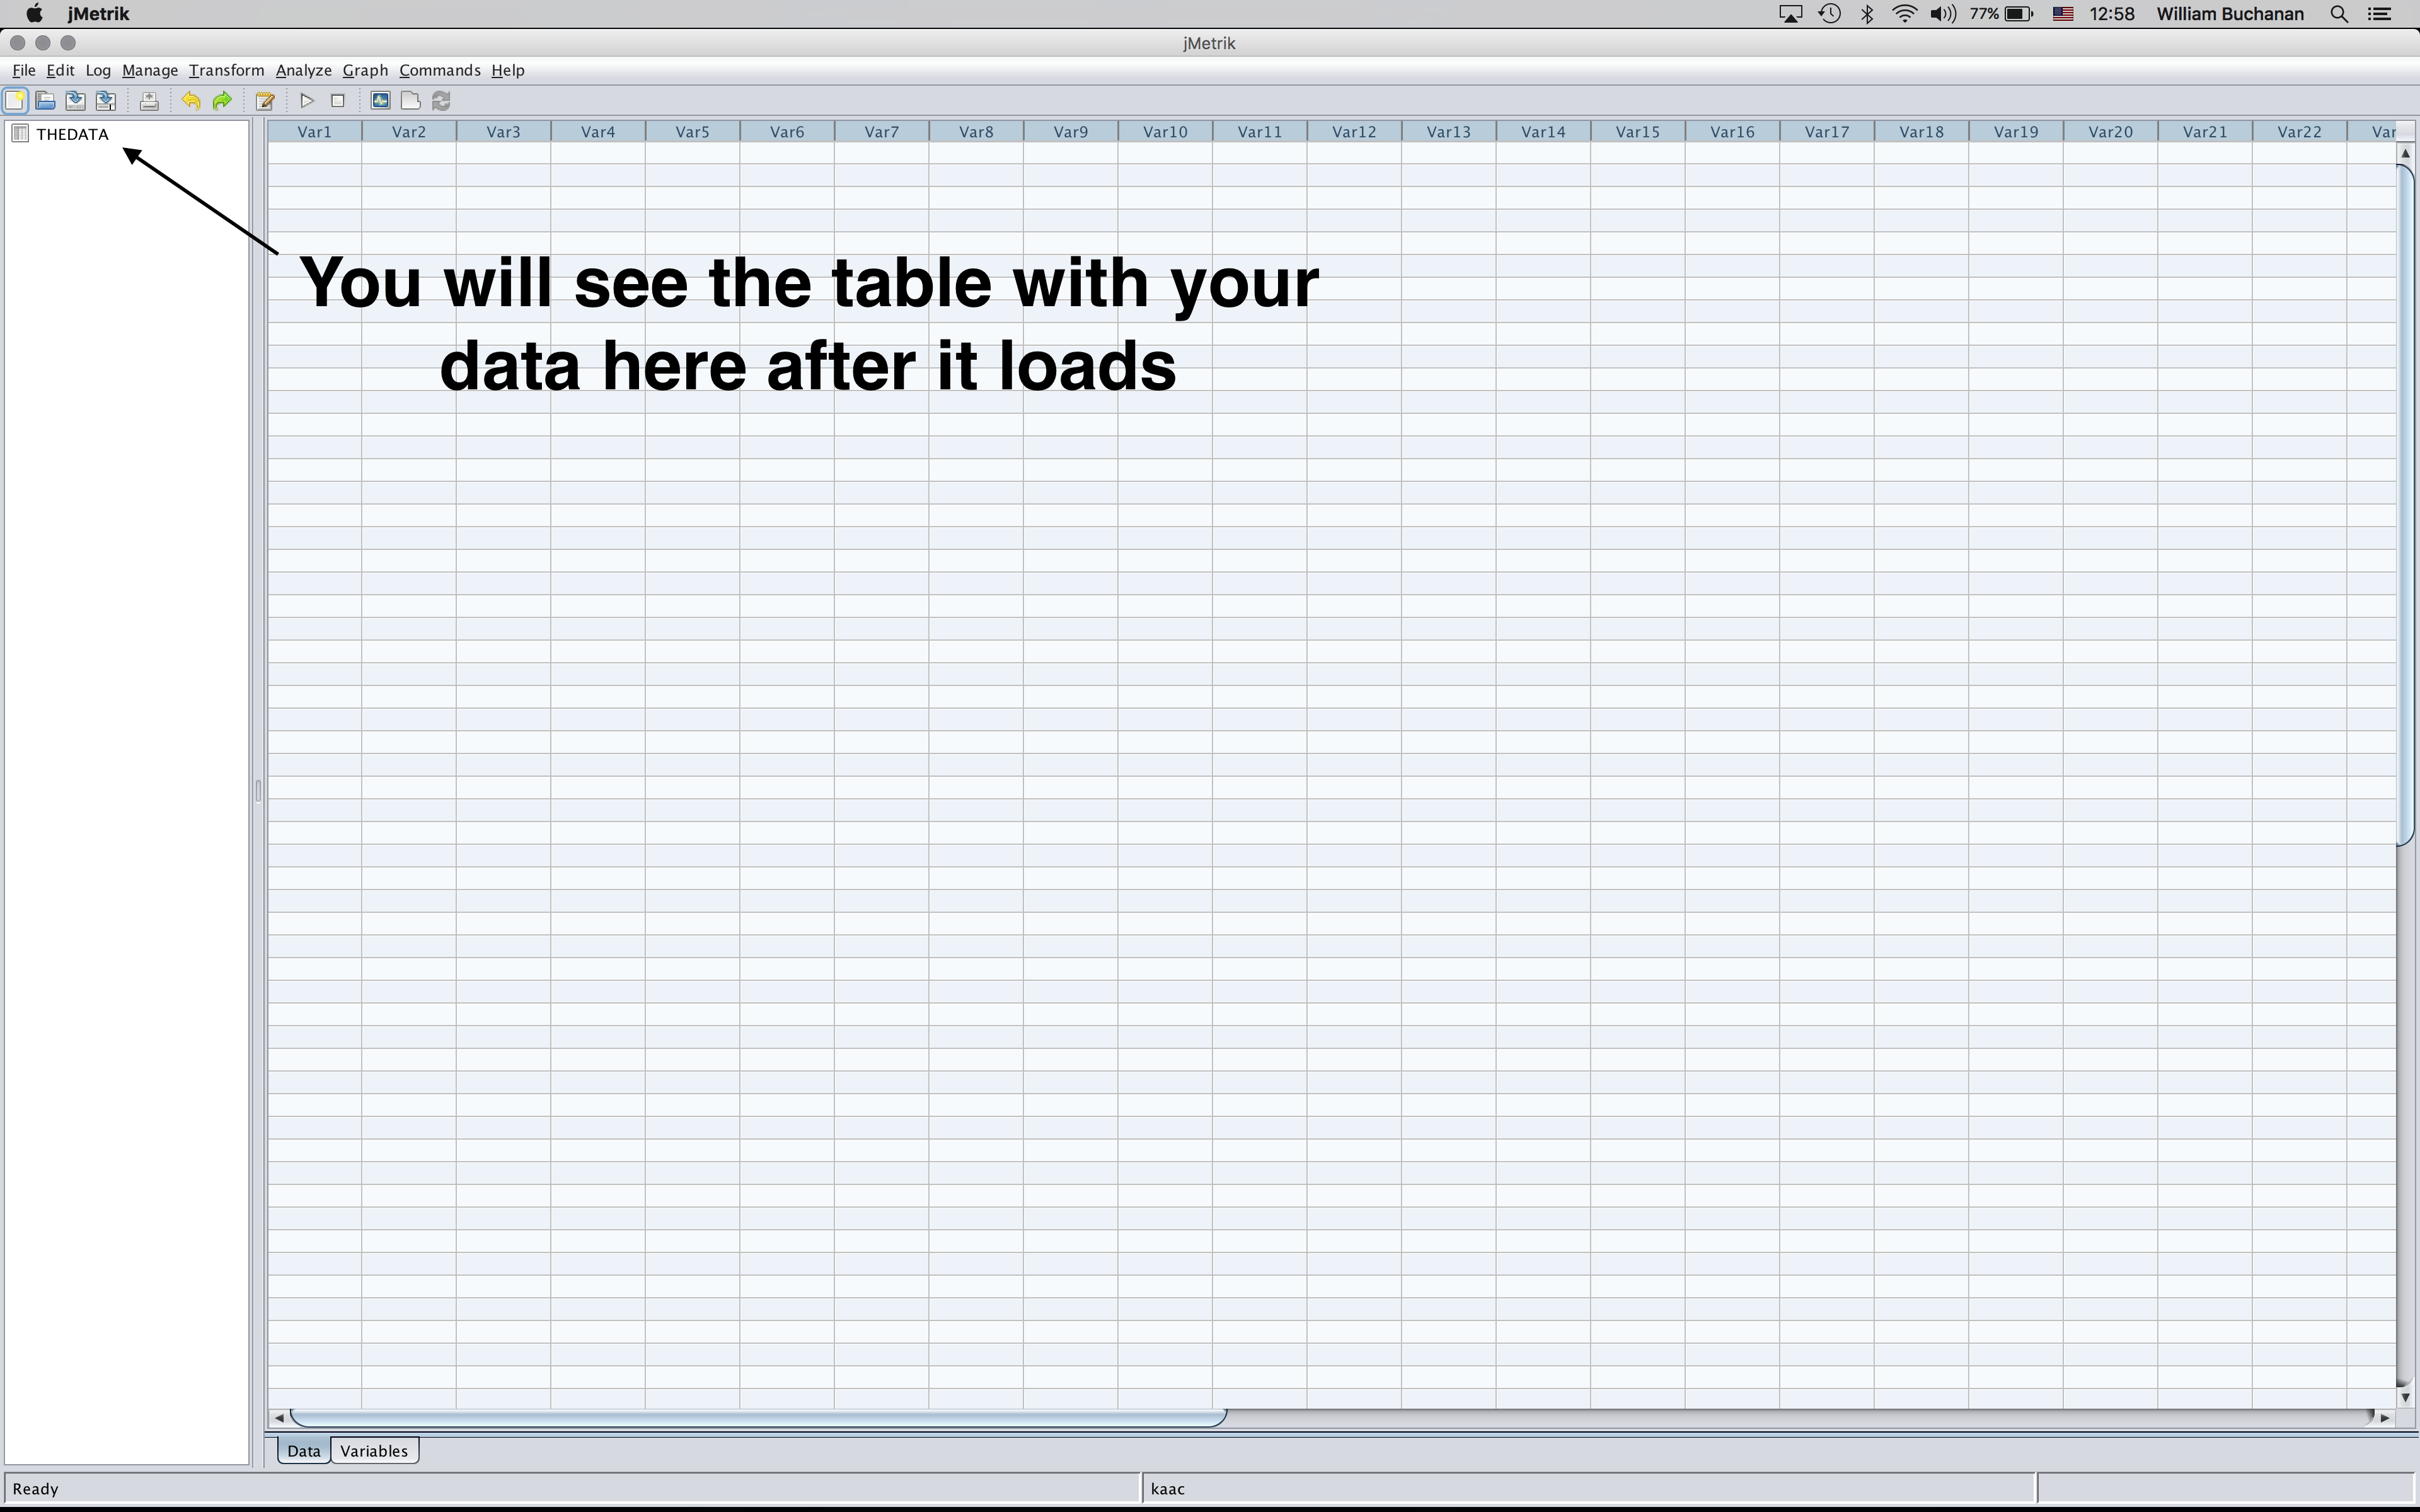 jMetrik 77% 12:58 William Buchanan
jMetrik
File Edit Log Manage Transform Analyze Graph Commands Help
THEDATA
Var1 Var2 Var3 Var4 Var5 Var6 Var7 Var8 Var9 Var10 Var11 Var12 Var13 Var14 Var15 Var16 Var17 Var18 Var19 Var20 Var21 Var22 Var
You will see the table with your
data here after it loads
Data Variables
Ready kaac